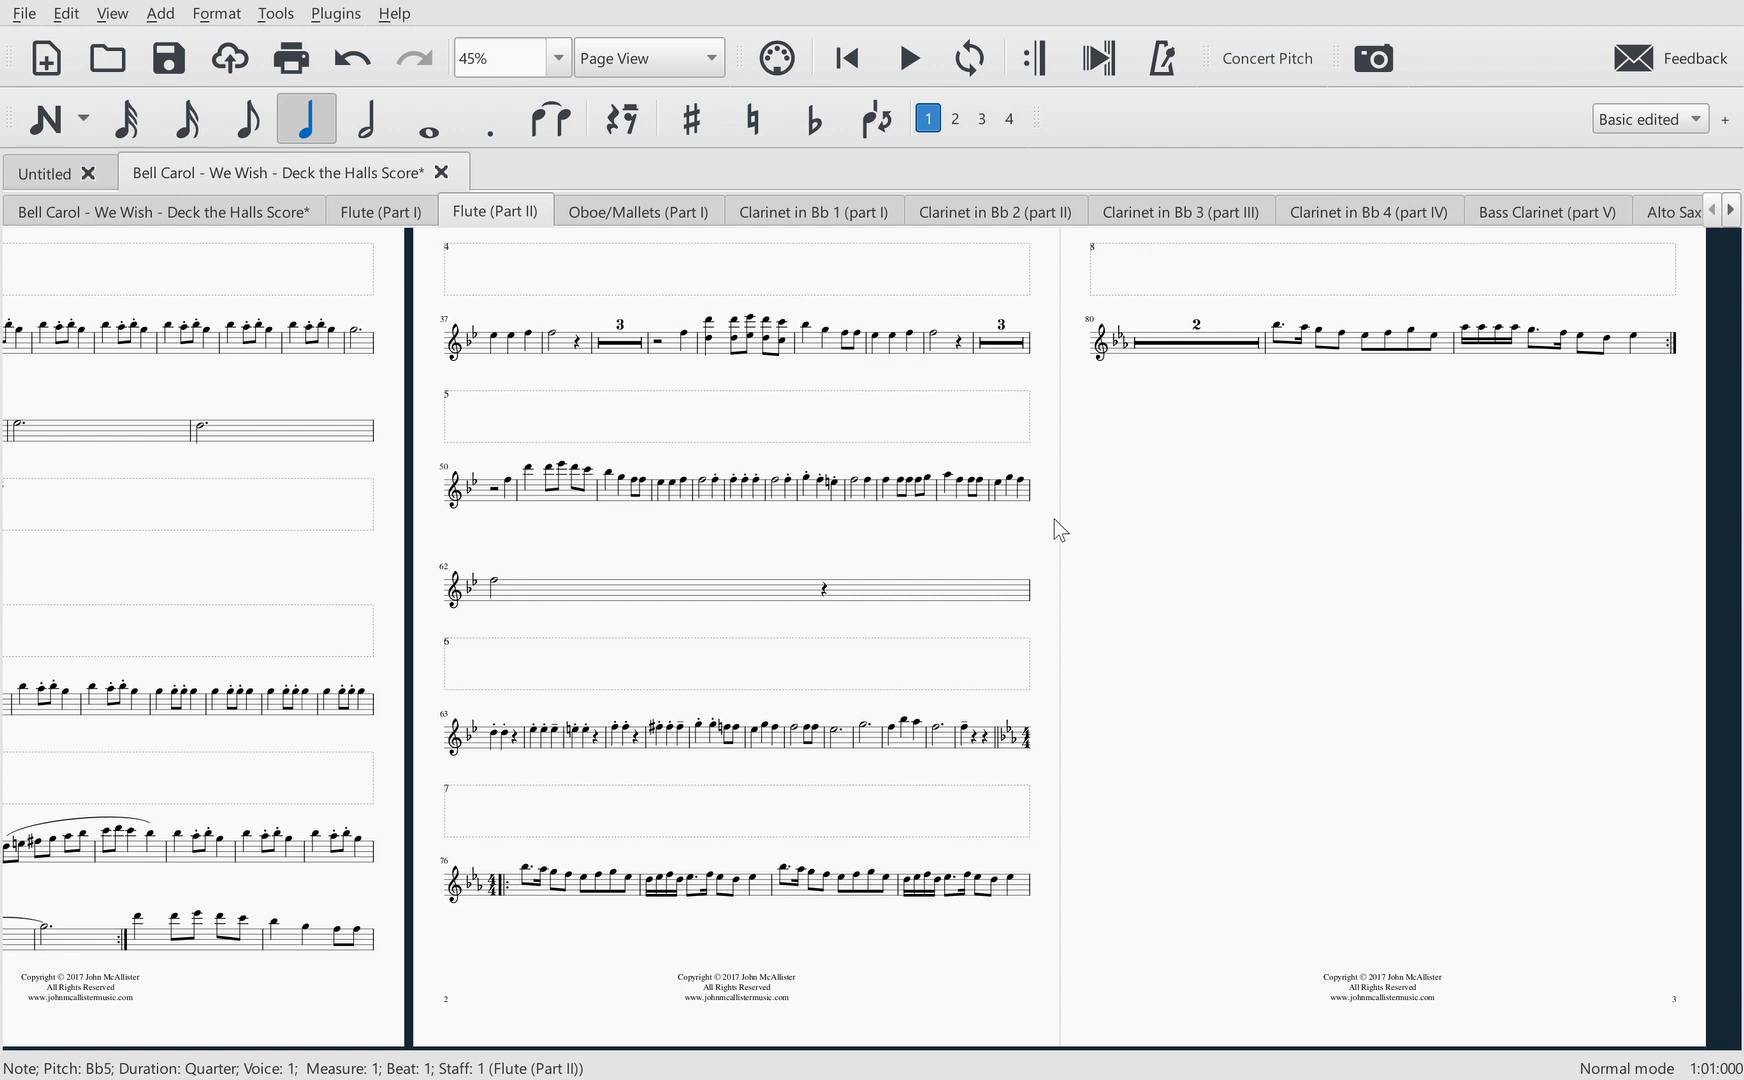 File Edit View Add Format Tools Plugins Help
45% Page View Concert Pitch Feedback
1 2 3 4 Basic edited +
Untitled Bell Carol - We Wish - Deck the Halls Score*
Bell Carol - We Wish - Deck the Halls Score* Flute (Part I) Flute (Part II) Oboe/Mallets (Part I) Clarinet in Bb 1 (part I) Clarinet in Bb 2 (part II) Clarinet in Bb 3 (part III) Clarinet in Bb 4 (part IV) Bass Clarinet (part V) Alto Sax
4 8
37 3 3 80 2
5
50
62
6
63
4
4
7
76
4
4
Copyright © 2017 John McAllister
All Rights Reserved
www.johnmcallistermusic.com
2
Copyright © 2017 John McAllister
All Rights Reserved
www.johnmcallistermusic.com
Copyright © 2017 John McAllister
All Rights Reserved
www.johnmcallistermusic.com
3
Note; Pitch: Bb5; Duration: Quarter; Voice: 1; Measure: 1; Beat: 1; Staff: 1 (Flute (Part II)) Normal mode 1:01:000